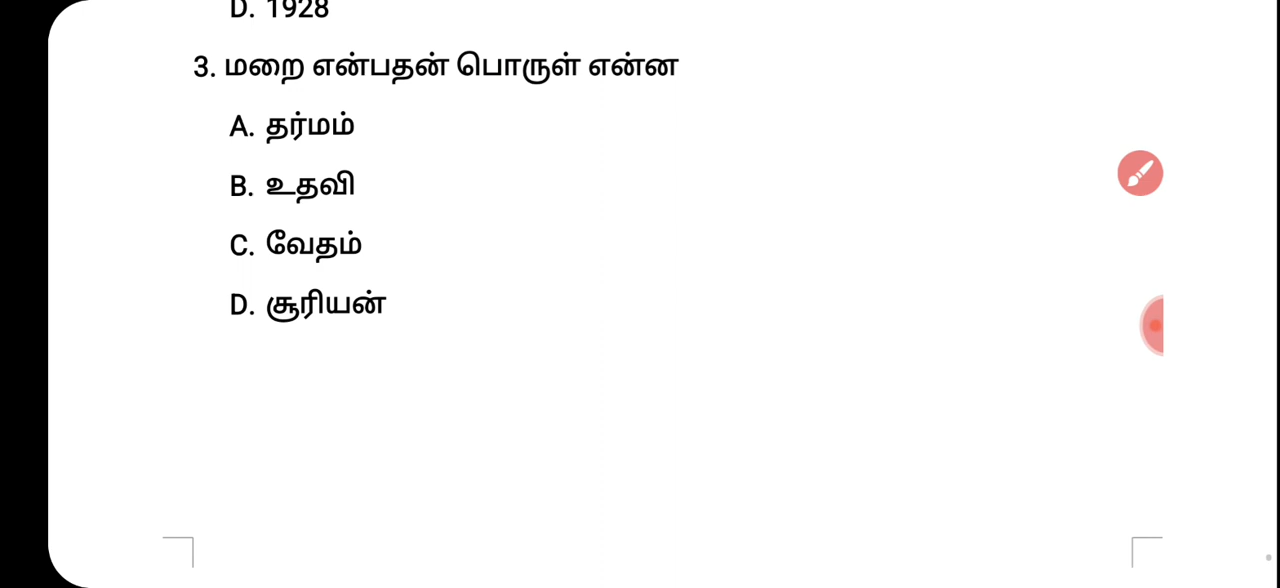 D. 1928
3. மறை என்பதன் பொருள் என்ன
A. தர்மம்
B. உதவி
C. வேதம்
D. சூரியன்